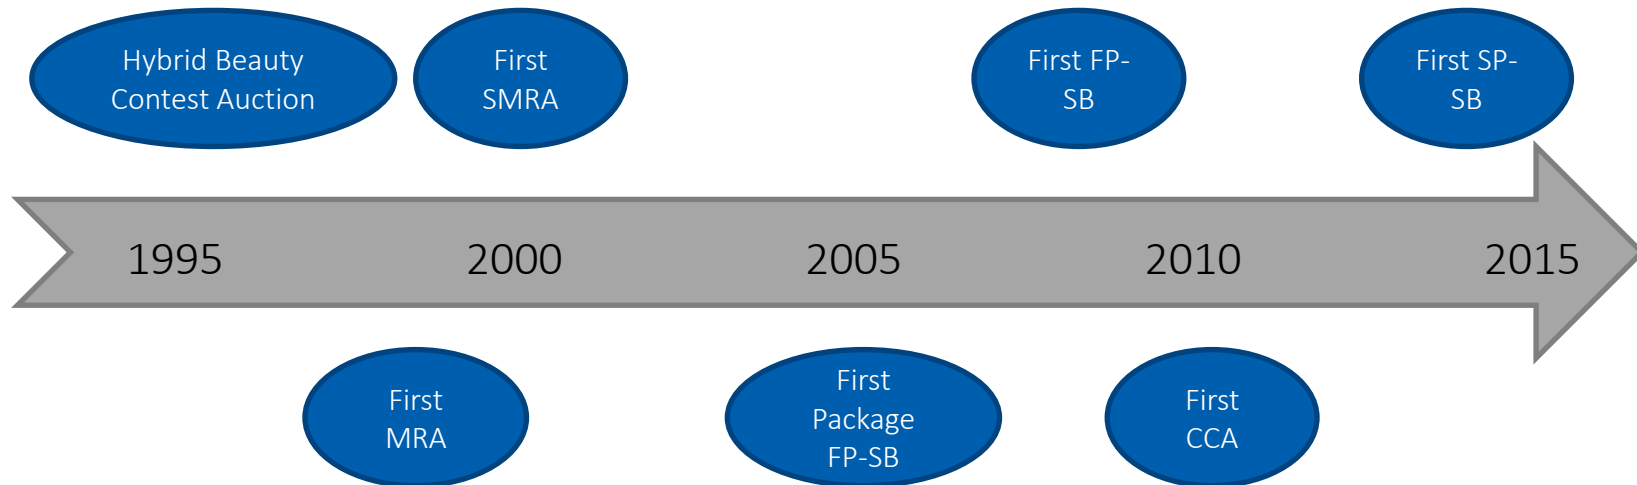 Hybrid Beauty
Contest Auction
First
SMRA
First FP-
SB
First SP-
SB
1995
2000
2005
2010
2015
First
MRA
First
Package
FP-SB
First
CCA